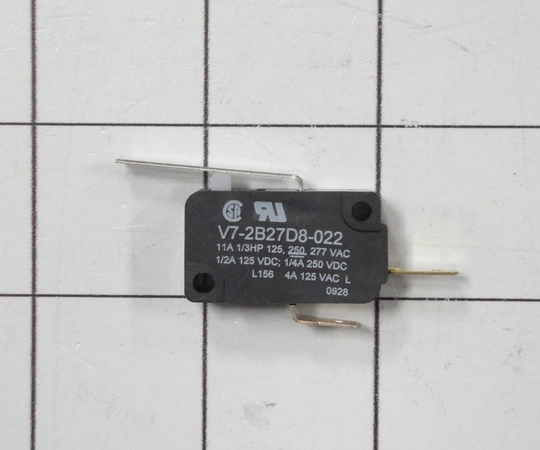 V7-2B27D8-022
11A 1/3HP 125, 250, 277 VAC
1/2A 125 VDC; 1/4A 250 VDC
L156 4A 125 VAC L
0928